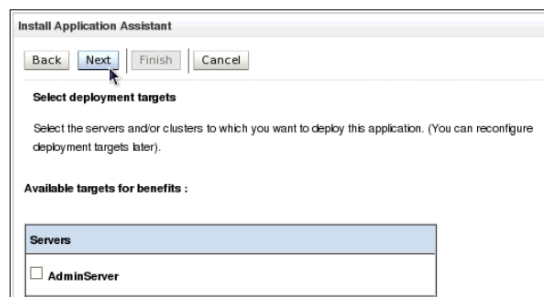 Install Application Assistant
Back Next Finish Cancel
Select deployment targets
Select the servers and/or clusters to which you want to deploy this application. (You can reconfigure
deployment targets later).
Available targets for benefits :
Servers
AdminServer